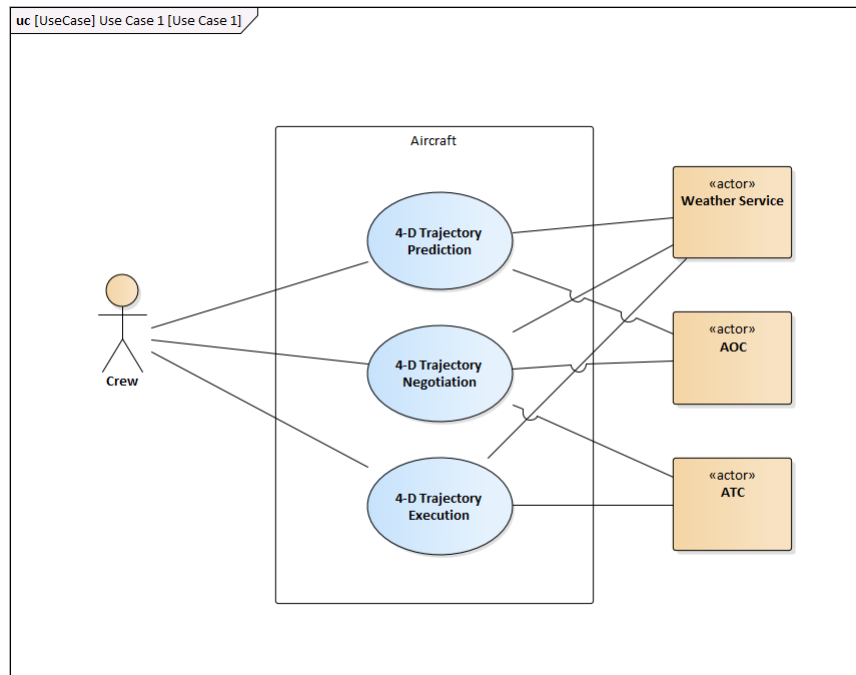 uc [UseCase] Use Case 1 [Use Case 1]
Aircraft
4-D Trajectory
Prediction
4-D Trajectory
Negotiation
4-D Trajectory
Execution
Crew
«actor»
Weather Service
«actor»
AOC
«actor»
ATC